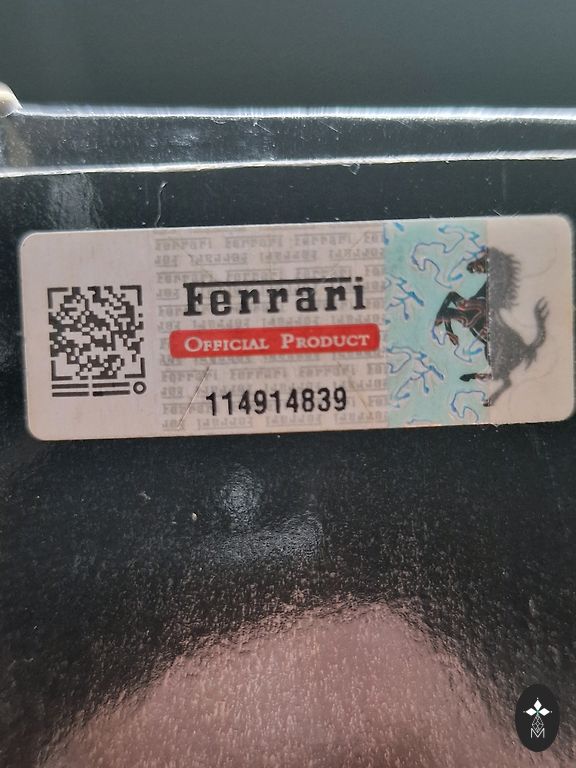 Ferrari
OFFICIAL PRODUCT
114914839
M